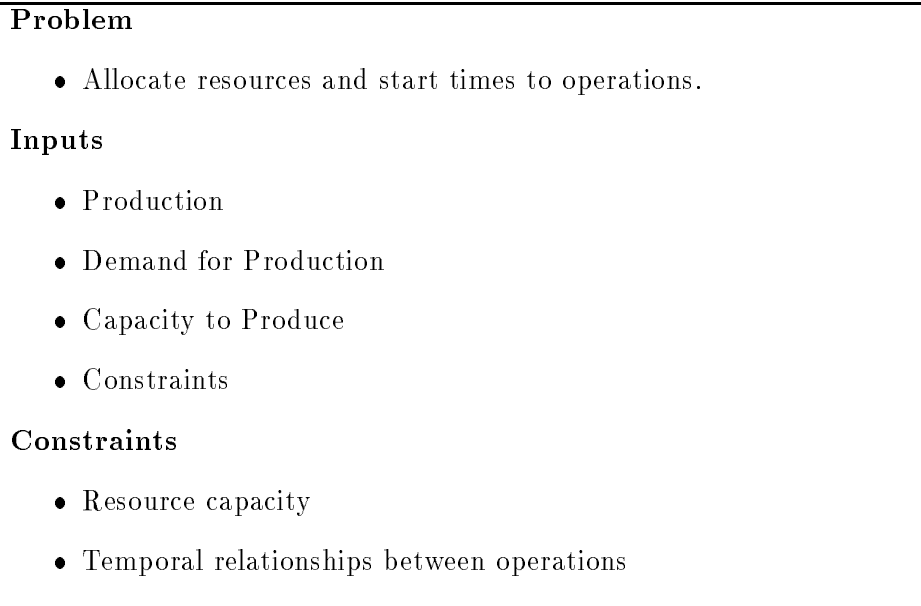 Problem
• Allocate resources and start times to operations.
Inputs
• Production
• Demand for Production
• Capacity to Produce
• Constraints
Constraints
• Resource capacity
• Temporal relationships between operations